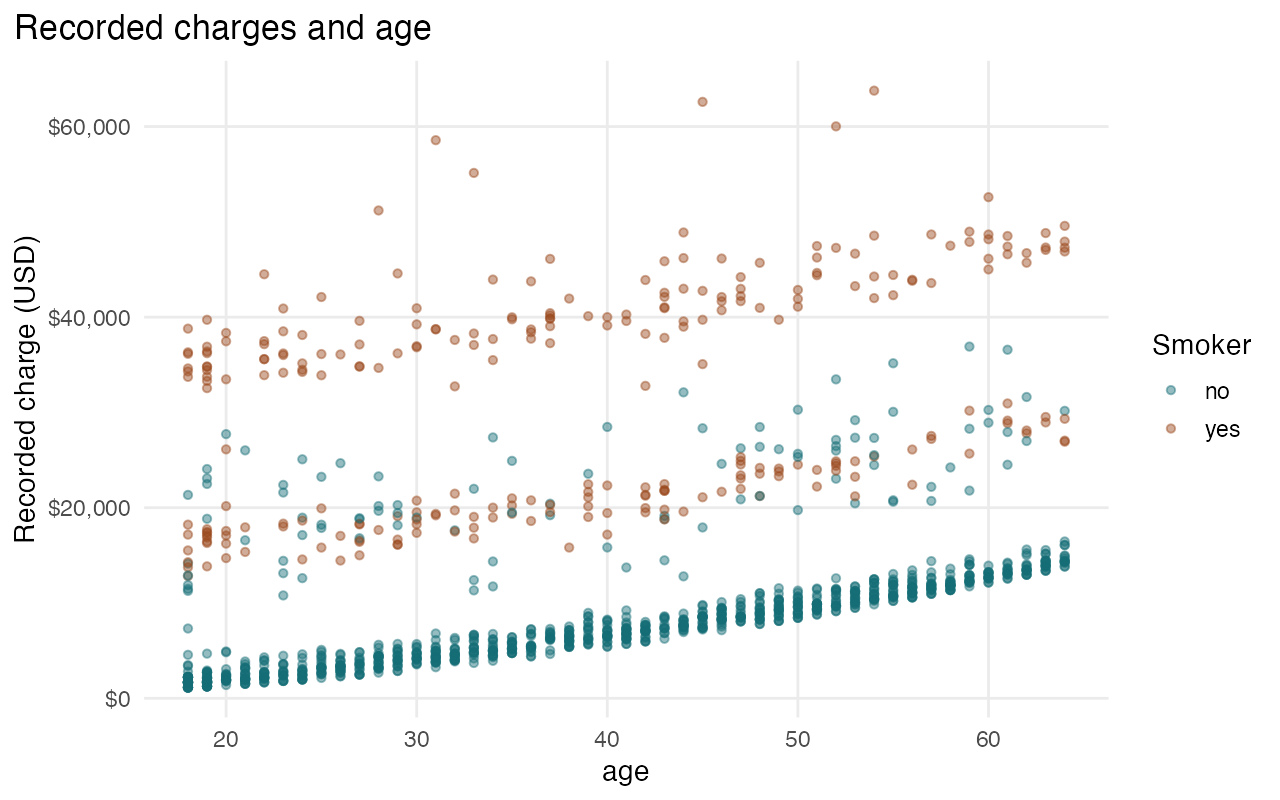 Recorded charges and age
Recorded charge (USD)
$60,000
$40,000
$20,000
$0
20 30 40 50 60
age
Smoker
no
yes